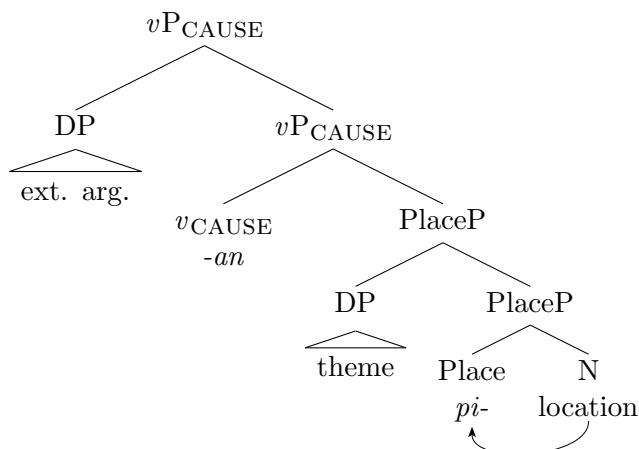 vP_CAUSE
DP vP_CAUSE
ext. arg.
v_CAUSE PlaceP
-an
DP PlaceP
theme Place N
pi- location